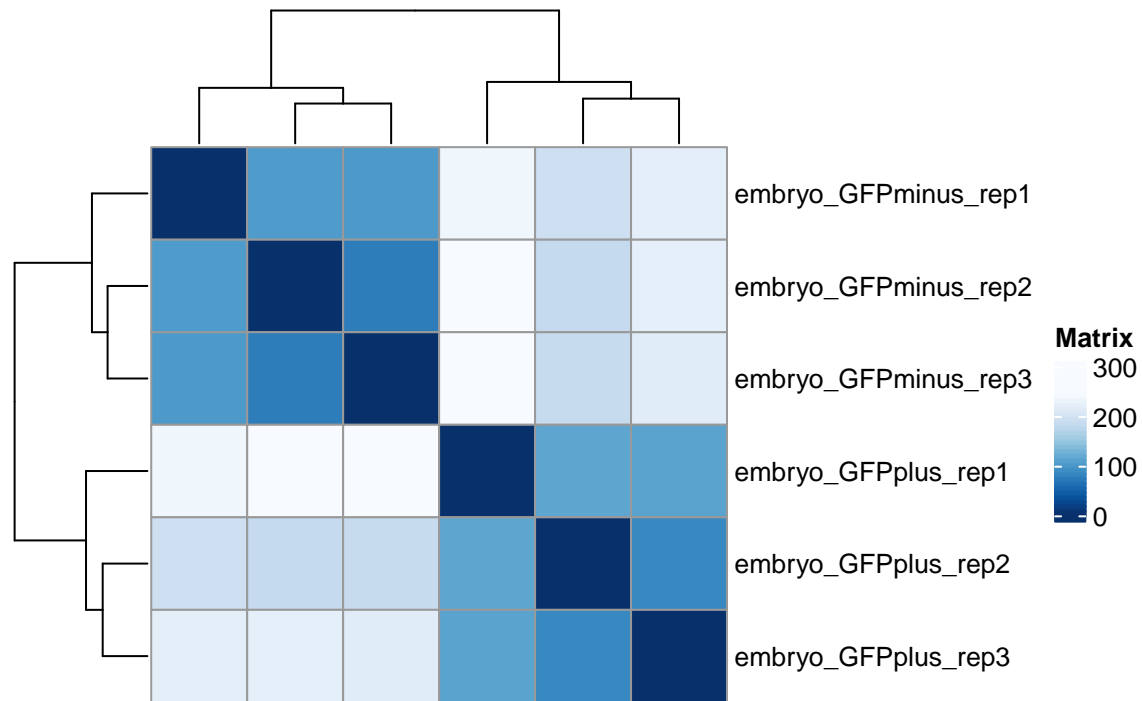 embryo_GFPminus_rep1
embryo_GFPminus_rep2
embryo_GFPminus_rep3
embryo_GFPplus_rep1
embryo_GFPplus_rep2
embryo_GFPplus_rep3
Matrix
300
200
100
0